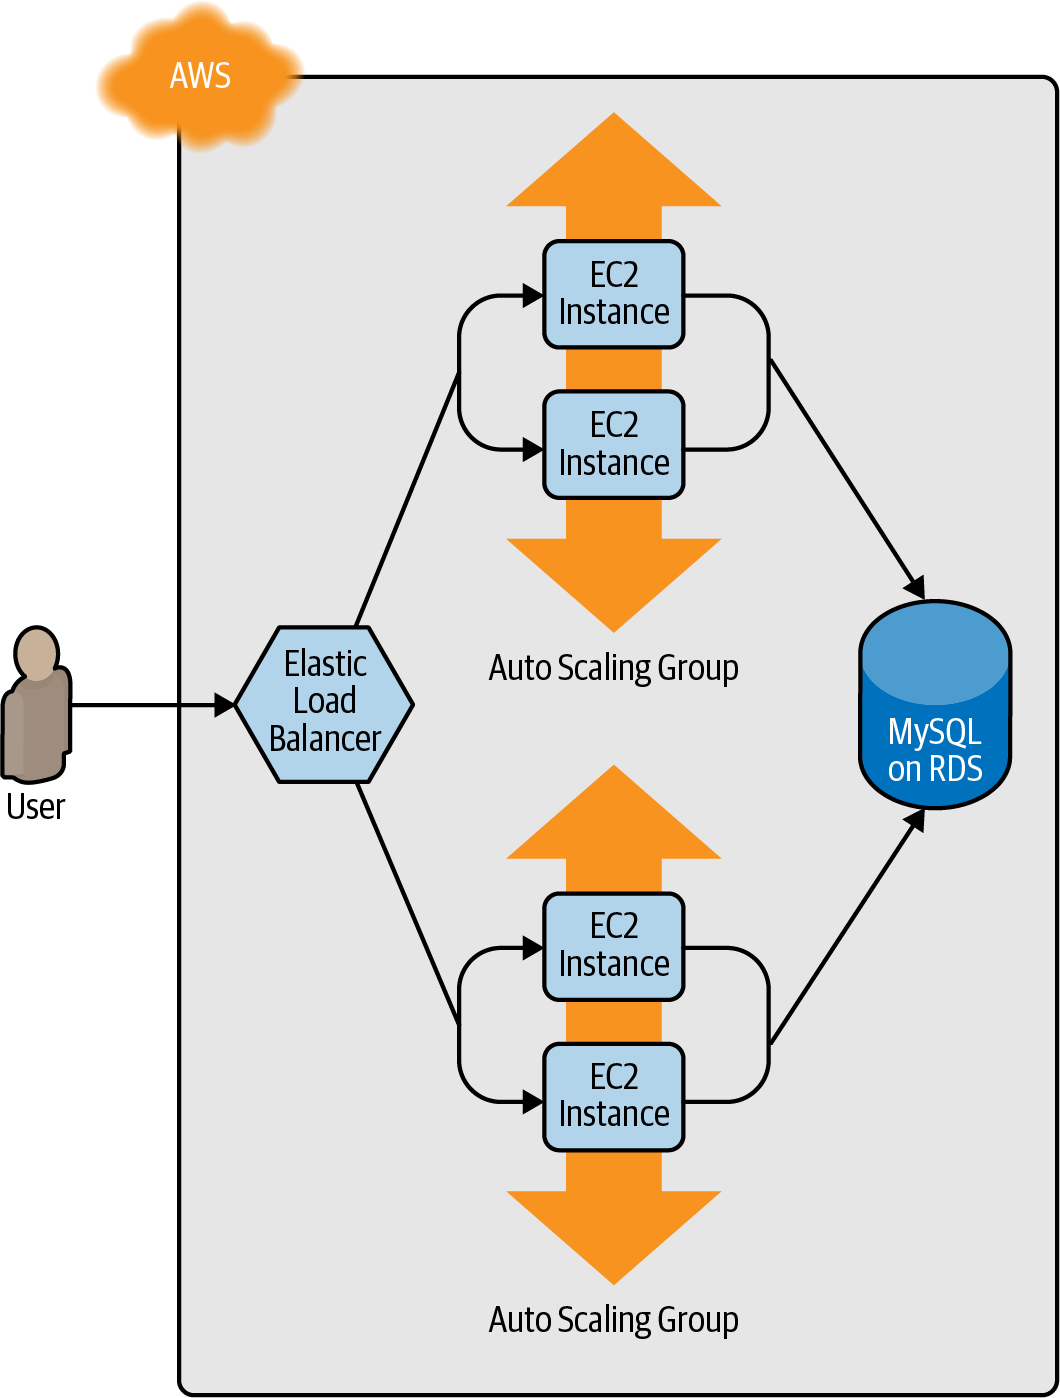 AWS
EC2
Instance
EC2
Instance
Auto Scaling Group
Elastic
Load
Balancer
User
MySQL
on RDS
EC2
Instance
EC2
Instance
Auto Scaling Group